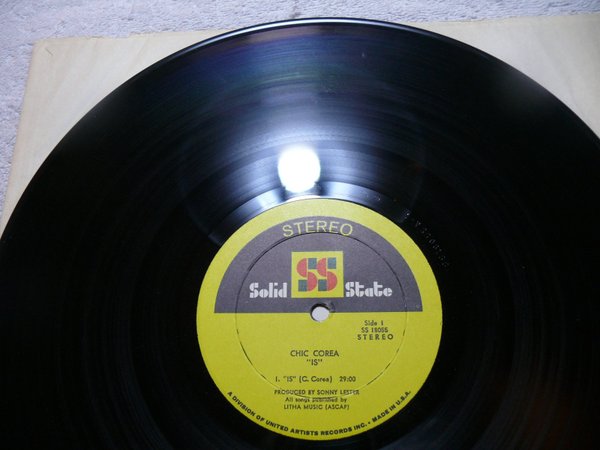 STEREO
SS
Solid State
Side 1
SS 18055
STEREO
CHIC COREA
"IS"
1. "IS" (C. Corea) 29:00
PRODUCED BY SONNY LESTER
All songs published by
LITHA MUSIC (ASCAP)
A DIVISION OF UNITED ARTISTS RECORDS INC. • MADE IN U.S.A.